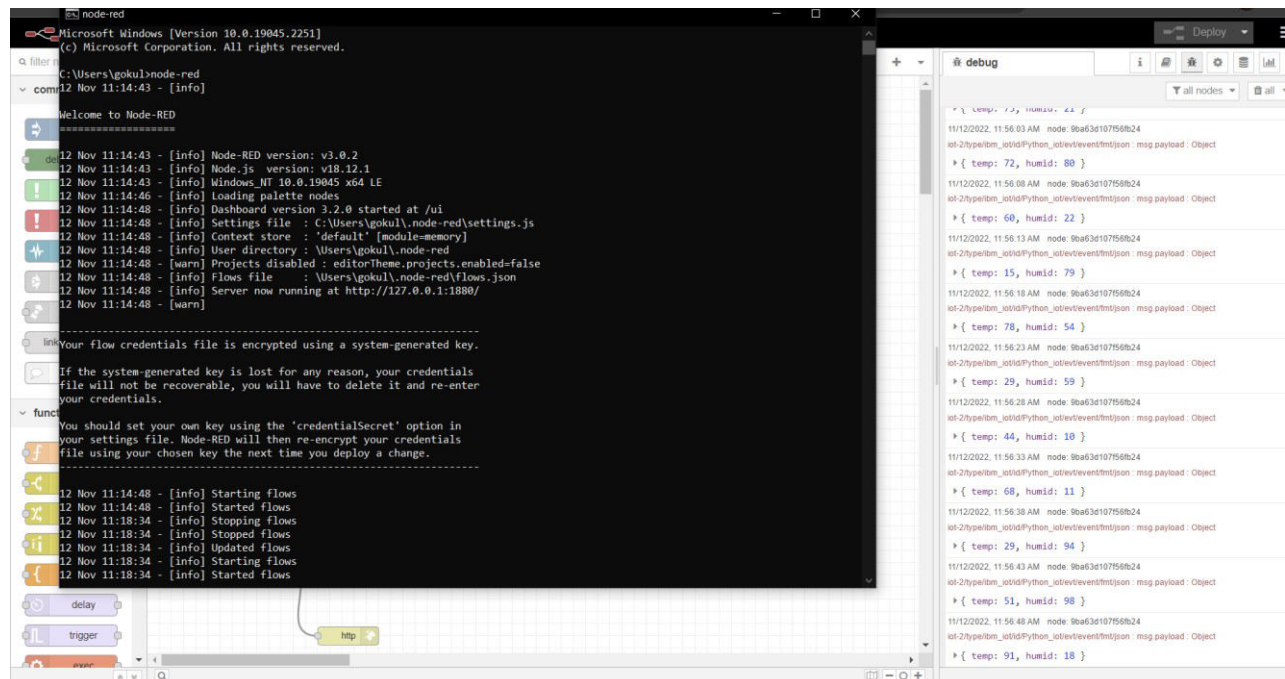 node-red
Microsoft Windows [Version 10.0.19045.2251]
(c) Microsoft Corporation. All rights reserved.
C:\Users\gokul>node-red
12 Nov 11:14:43 - [info]
Welcome to Node-RED
===================
12 Nov 11:14:43 - [info] Node-RED version: v3.0.2
12 Nov 11:14:43 - [info] Node.js  version: v18.12.1
12 Nov 11:14:43 - [info] Windows_NT 10.0.19045 x64 LE
12 Nov 11:14:46 - [info] Loading palette nodes
12 Nov 11:14:48 - [info] Dashboard version 3.2.0 started at /ui
12 Nov 11:14:48 - [info] Settings file  : C:\Users\gokul\.node-red\settings.js
12 Nov 11:14:48 - [info] Context store  : 'default' [module=memory]
12 Nov 11:14:48 - [info] User directory : \Users\gokul\.node-red
12 Nov 11:14:48 - [warn] Projects disabled : editorTheme.projects.enabled=false
12 Nov 11:14:48 - [info] Flows file     : \Users\gokul\.node-red\flows.json
12 Nov 11:14:48 - [info] Server now running at http://127.0.0.1:1880/
12 Nov 11:14:48 - [warn]
---------------------------------------------------------------------
Your flow credentials file is encrypted using a system-generated key.
If the system-generated key is lost for any reason, your credentials
file will not be recoverable, you will have to delete it and re-enter
your credentials.
You should set your own key using the 'credentialSecret' option in
your settings file. Node-RED will then re-encrypt your credentials
file using your chosen key the next time you deploy a change.
---------------------------------------------------------------------
12 Nov 11:14:48 - [info] Starting flows
12 Nov 11:14:48 - [info] Started flows
12 Nov 11:18:34 - [info] Stopping flows
12 Nov 11:18:34 - [info] Stopped flows
12 Nov 11:18:34 - [info] Updated flows
12 Nov 11:18:34 - [info] Starting flows
12 Nov 11:18:34 - [info] Started flows
filter n
comm
de
link
funct
delay
trigger
exec
http
Deploy
debug
all nodes
all
{ temp: 75, humid: 21 }
11/12/2022, 11:56:03 AM node: 9ba63d107f56fb24
iot-2/type/ibm_iot/id/Python_iot/evt/event/fmt/json : msg.payload : Object
{ temp: 72, humid: 80 }
11/12/2022, 11:56:08 AM node: 9ba63d107f56fb24
iot-2/type/ibm_iot/id/Python_iot/evt/event/fmt/json : msg.payload : Object
{ temp: 60, humid: 22 }
11/12/2022, 11:56:13 AM node: 9ba63d107f56fb24
iot-2/type/ibm_iot/id/Python_iot/evt/event/fmt/json : msg.payload : Object
{ temp: 15, humid: 79 }
11/12/2022, 11:56:18 AM node: 9ba63d107f56fb24
iot-2/type/ibm_iot/id/Python_iot/evt/event/fmt/json : msg.payload : Object
{ temp: 78, humid: 54 }
11/12/2022, 11:56:23 AM node: 9ba63d107f56fb24
iot-2/type/ibm_iot/id/Python_iot/evt/event/fmt/json : msg.payload : Object
{ temp: 29, humid: 59 }
11/12/2022, 11:56:28 AM node: 9ba63d107f56fb24
iot-2/type/ibm_iot/id/Python_iot/evt/event/fmt/json : msg.payload : Object
{ temp: 44, humid: 10 }
11/12/2022, 11:56:33 AM node: 9ba63d107f56fb24
iot-2/type/ibm_iot/id/Python_iot/evt/event/fmt/json : msg.payload : Object
{ temp: 68, humid: 11 }
11/12/2022, 11:56:38 AM node: 9ba63d107f56fb24
iot-2/type/ibm_iot/id/Python_iot/evt/event/fmt/json : msg.payload : Object
{ temp: 29, humid: 94 }
11/12/2022, 11:56:43 AM node: 9ba63d107f56fb24
iot-2/type/ibm_iot/id/Python_iot/evt/event/fmt/json : msg.payload : Object
{ temp: 51, humid: 98 }
11/12/2022, 11:56:48 AM node: 9ba63d107f56fb24
iot-2/type/ibm_iot/id/Python_iot/evt/event/fmt/json : msg.payload : Object
{ temp: 91, humid: 18 }